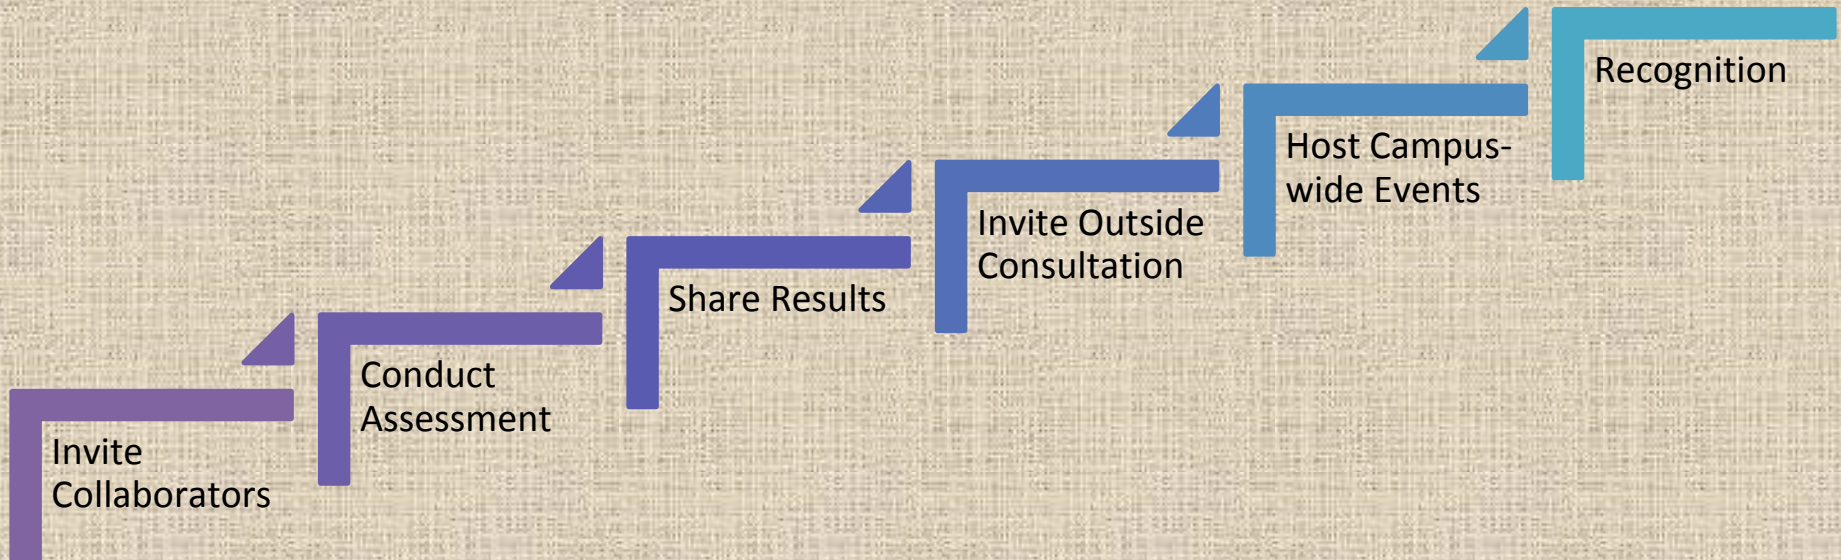 Invite
Collaborators
Conduct
Assessment
Share Results
Invite Outside
Consultation
Host Campus-
wide Events
Recognition